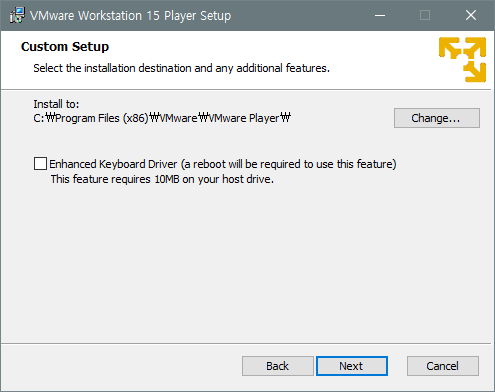 VMware Workstation 15 Player Setup
Custom Setup
Select the installation destination and any additional features.
Install to:
C:₩Program Files (x86)₩VMware₩VMware Player₩
Change...
Enhanced Keyboard Driver (a reboot will be required to use this feature)
This feature requires 10MB on your host drive.
Back
Next
Cancel